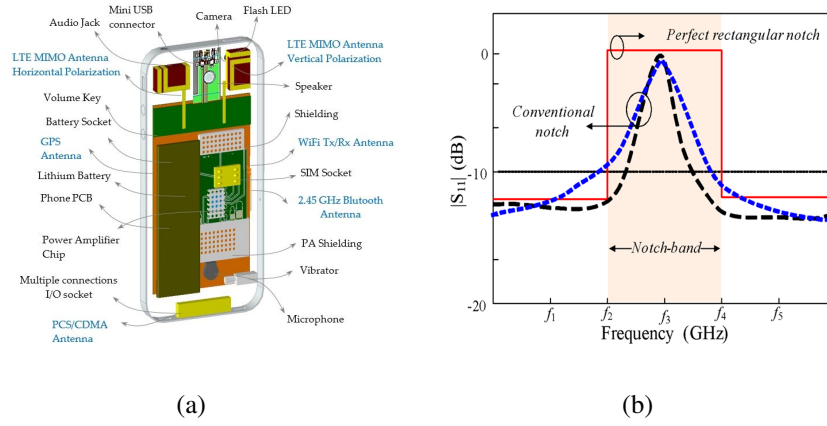 Mini USB
connector
Camera
Flash LED
Audio Jack
LTE MIMO Antenna
Horizontal Polarization
LTE MIMO Antenna
Vertical Polarization
Volume Key
Speaker
Battery Socket
Shielding
GPS
Antenna
WiFi Tx/Rx Antenna
Lithium Battery
SIM Socket
Phone PCB
2.45 GHz Blutooth
Antenna
Power Amplifier
Chip
PA Shielding
Multiple connections
I/O socket
Vibrator
PCS/CDMA
Antenna
Microphone
(a)
Perfect rectangular notch
Conventional
notch
Notch-band
|S11| (dB)
0
-10
-20
f1
f2
f3
f4
f5
Frequency (GHz)
(b)